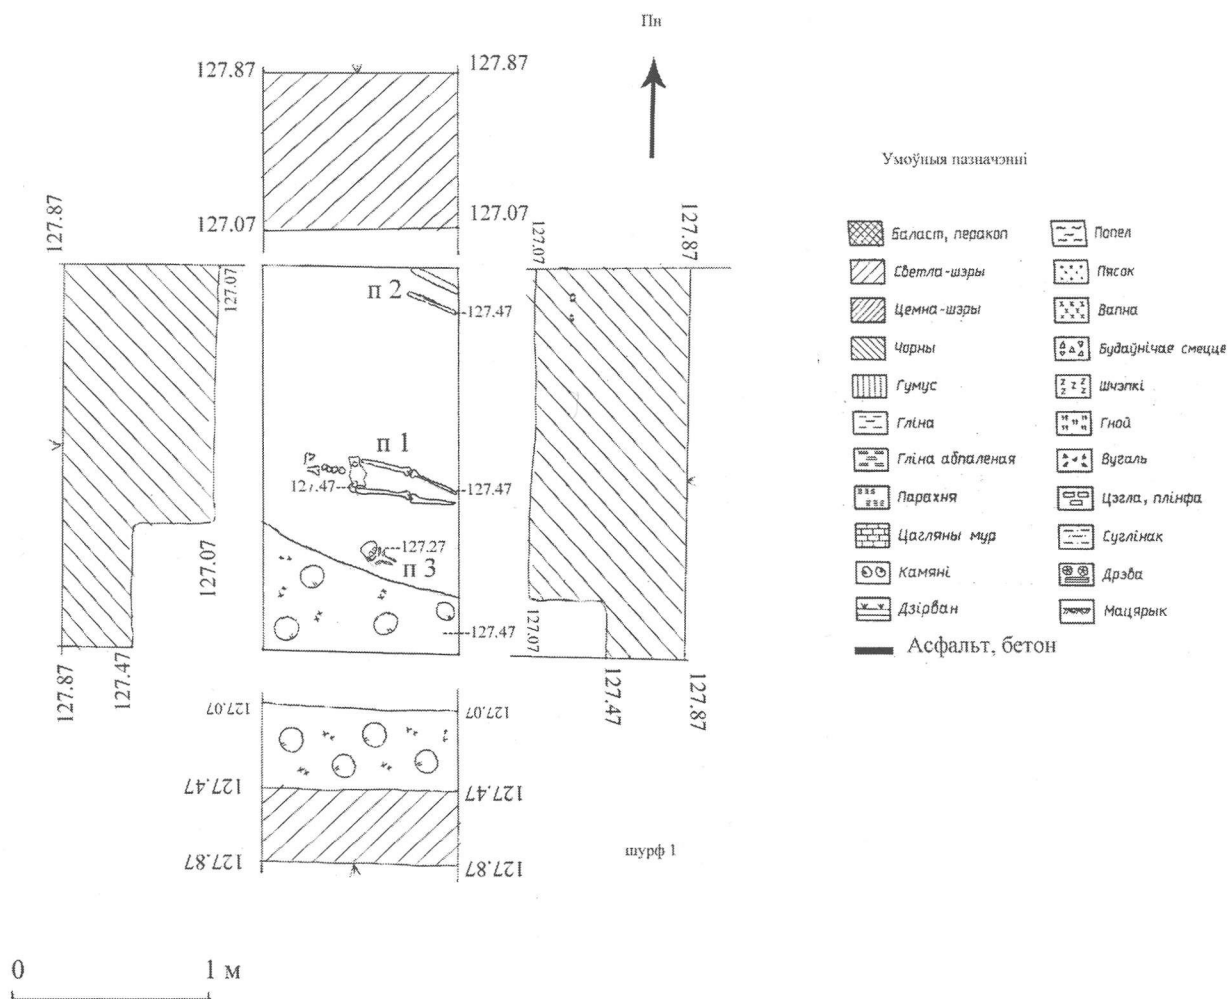 Пн
127.87
127.87
127.07
127.07
127.87
127.07
127.07
127.87
п 2
127.47
п 1
127.47
127.47
127.27
п 3
127.47
127.07
127.07
127.87
127.47
127.47
127.87
127.07
127.07
127.47
127.47
127.87
127.87
шурф 1
0
1 м
Умоўныя пазначэнні
Баласт, перакоп
Светла-шэры
Цемна-шэры
Чорны
Гумус
Гліна
Гліна абпаленая
Парахня
Цагляны мур
Камяні
Дзірван
Асфальт, бетон
Попел
Пясок
Вапна
Будаўнічае смецце
Шчэпкі
Гной
Вугаль
Цэгла, плінфа
Суглінак
Дрэва
Мацярык